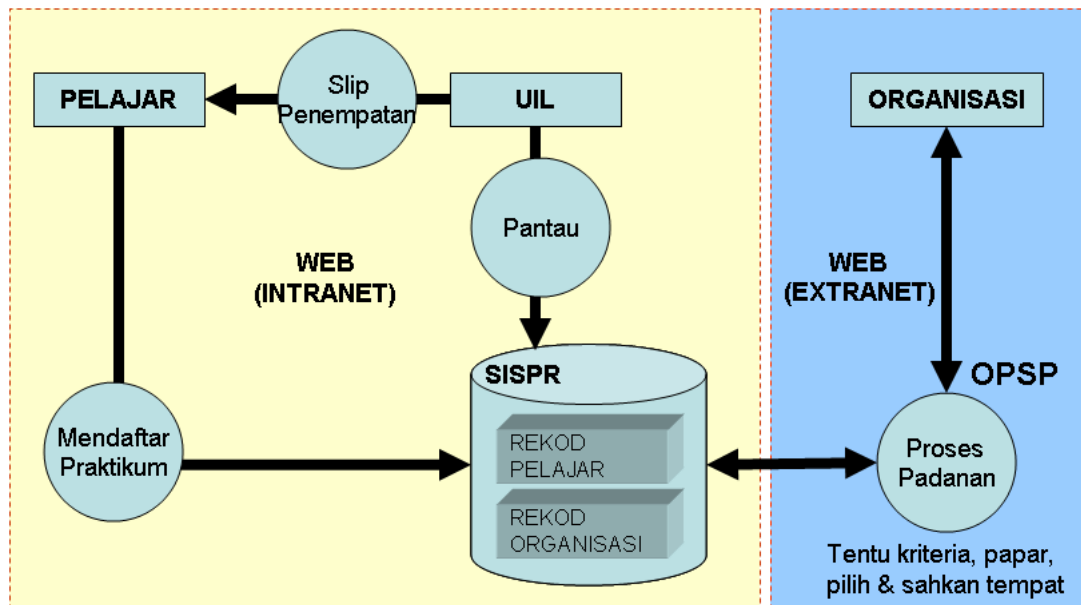 PELAJAR
Slip
Penempatan
UIL
ORGANISASI
Pantau
WEB
(INTRANET)
WEB
(EXTRANET)
SISPR
OPSP
Mendaftar
Praktikum
REKOD
PELAJAR
REKOD
ORGANISASI
Proses
Padanan
Tentu kriteria, papar,
pilih & sahkan tempat